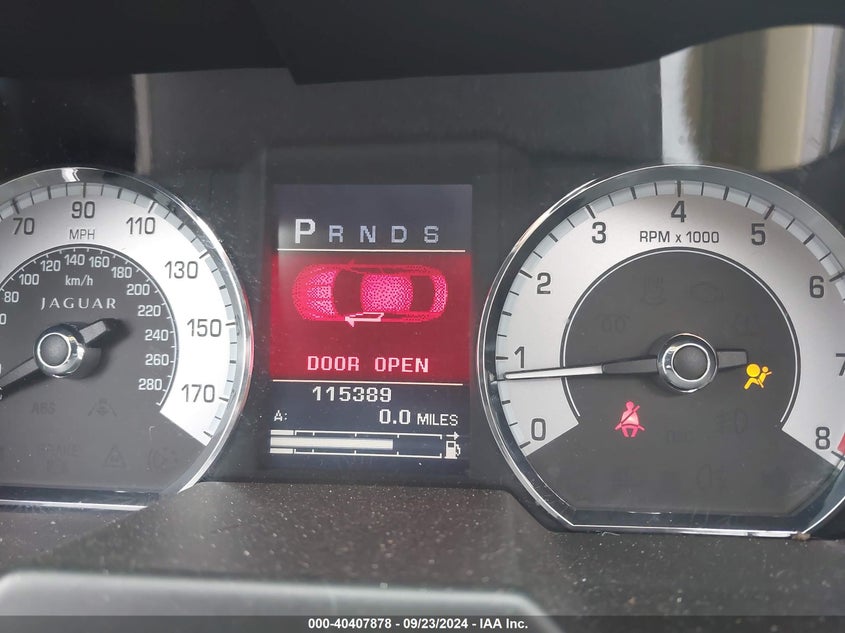 70 90 110 130 150 170
MPH
80 100 120 140 160 180 200 220 240 260 280
km/h
JAGUAR
ABS
P R N D S
DOOR OPEN
115389
A: 0.0 MILES
0 1 2 3 4 5 6 7 8
RPM x 1000
000-40407878 - 09/23/2024 - IAA Inc.